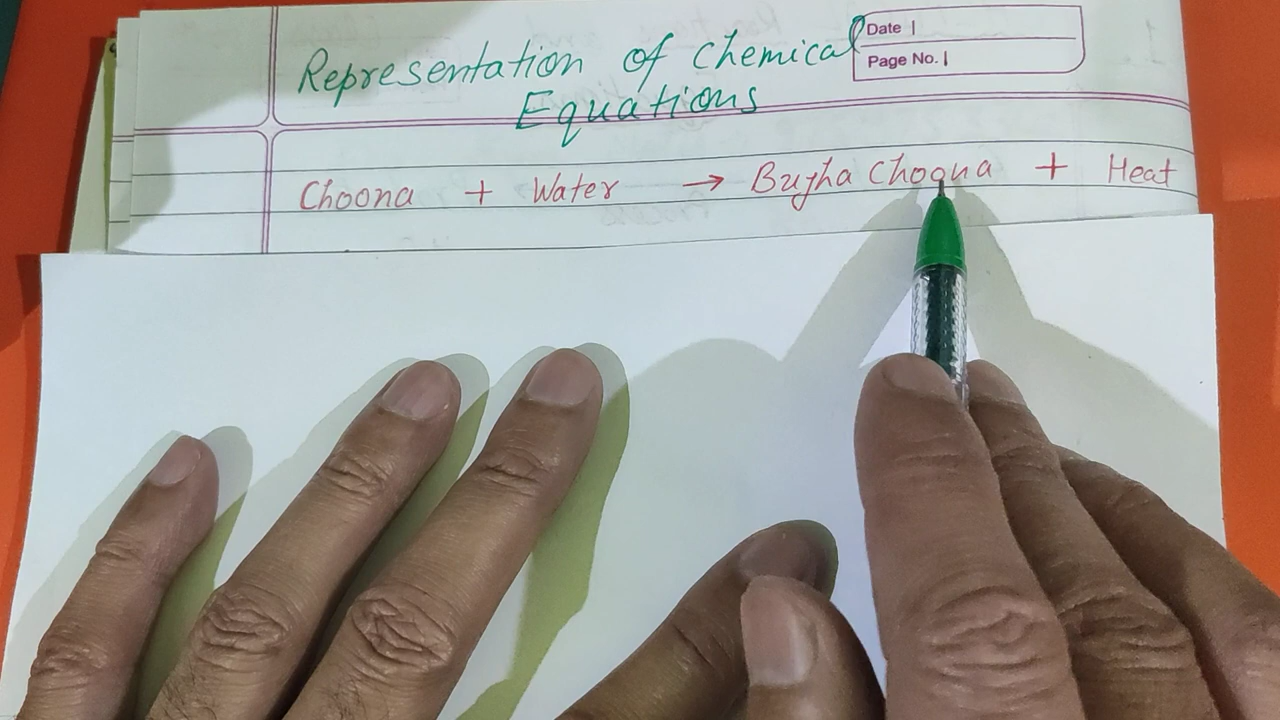 Representation of Chemical
Equations
Date
Page No.
Choona + Water → Bujha Choona + Heat